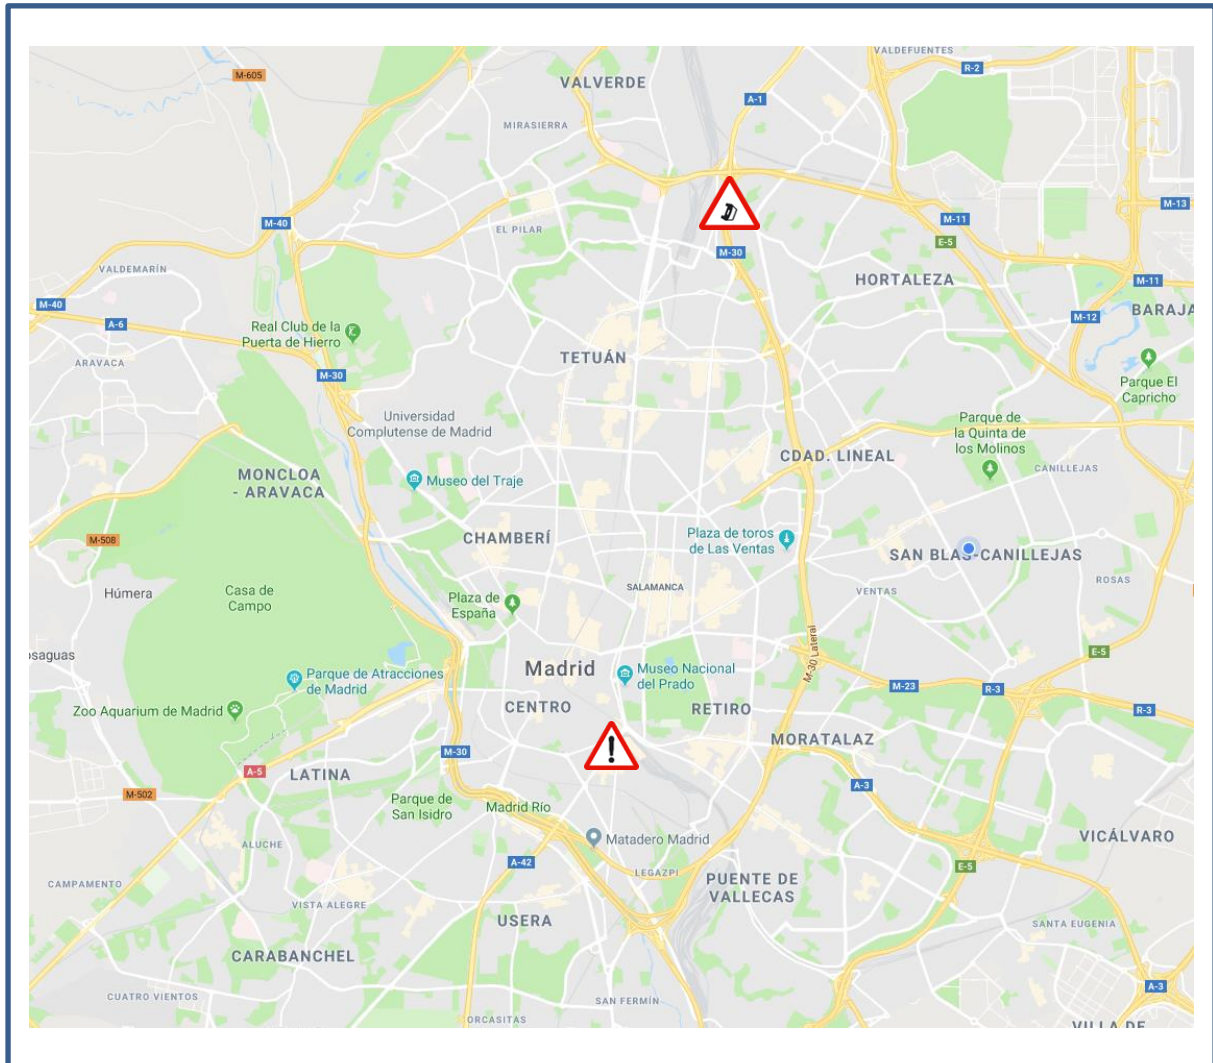 VALDEFUENTES
R-2
M-605
VALVERDE
A-1
MIRASIERRA
M-13
M-40
M-11
EL PILAR
E-5
M-30
VALDEMARÍN
HORTALEZA
M-11
M-40
BARAJA
M-12
A-6
Real Club de la
Puerta de Hierro
TETUÁN
ARAVACA
M-30
Parque El
Capricho
Universidad
Complutense de Madrid
Parque de
la Quinta de
los Molinos
CDAD. LINEAL
CANILLEJAS
MONCLOA
- ARAVACA
Museo del Traje
M-508
CHAMBERÍ
Plaza de toros
de Las Ventas
SAN BLAS-CANILLEJAS
ROSAS
Húmera
Casa de
Campo
SALAMANCA
VENTAS
Plaza de
España
M-30 Lateral
osaguas
E-5
Madrid
Museo Nacional
del Prado
Parque de Atracciones
de Madrid
M-23
R-3
Zoo Aquarium de Madrid
CENTRO
RETIRO
R-3
MORATALAZ
M-30
A-5
LATINA
A-3
M-502
Parque de
San Isidro
Madrid Río
Matadero Madrid
VICÁLVARO
ALUCHE
A-42
E-5
LEGAZPI
CAMPAMENTO
PUENTE DE
VALLECAS
VISTA ALEGRE
USERA
SANTA EUGENIA
CARABANCHEL
A-3
CUATRO VIENTOS
SAN FERMÍN
ORCASITAS
VILLA DE